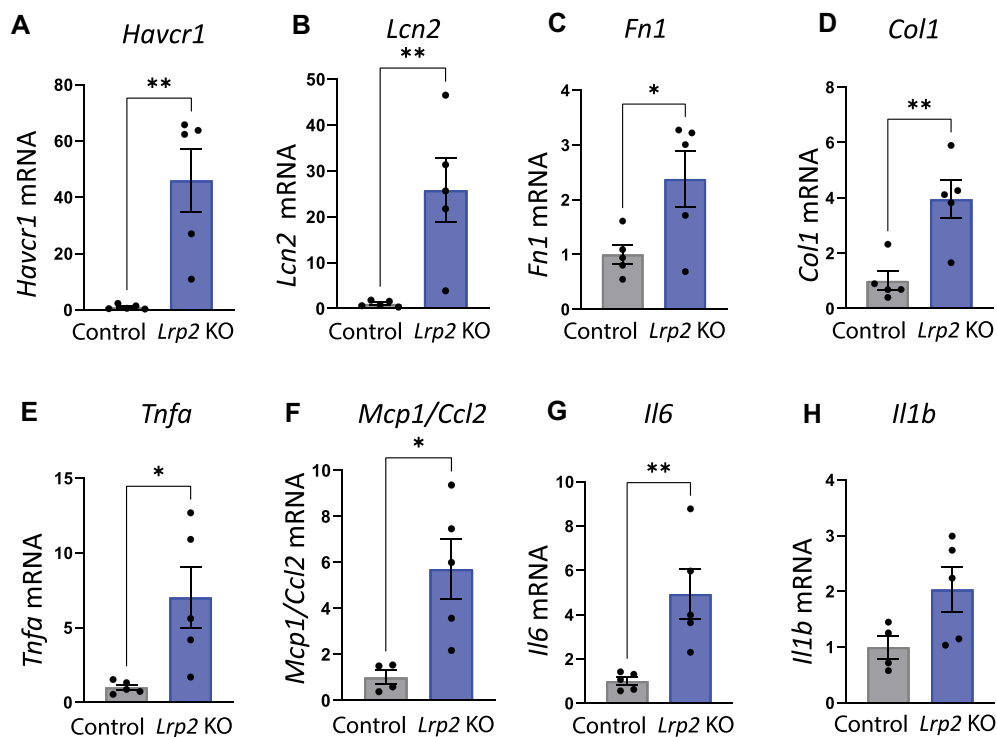 A
Havcr1
**
Havcr1 mRNA
80
60
40
20
0
Control Lrp2 KO
B
Lcn2
**
Lcn2 mRNA
50
40
30
20
10
0
Control Lrp2 KO
C
Fn1
*
Fn1 mRNA
4
3
2
1
0
Control Lrp2 KO
D
Col1
**
Col1 mRNA
8
6
4
2
0
Control Lrp2 KO
E
Tnfa
*
Tnfa mRNA
15
10
5
0
Control Lrp2 KO
F
Mcp1/Ccl2
*
Mcp1/Ccl2 mRNA
10
8
6
4
2
0
Control Lrp2 KO
G
Il6
**
Il6 mRNA
10
8
6
4
2
0
Control Lrp2 KO
H
Il1b
Il1b mRNA
4
3
2
1
0
Control Lrp2 KO